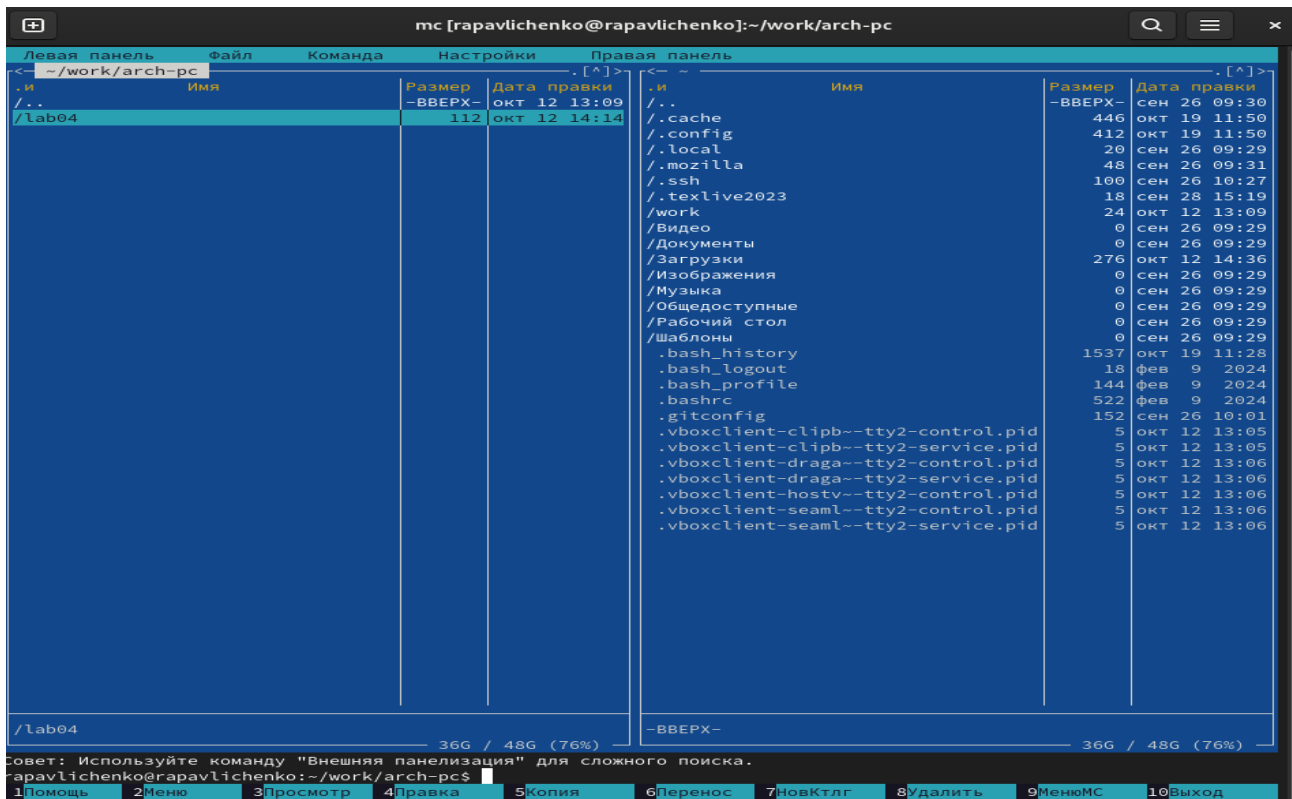 mc [rapavlichenko@rapavlichenko]:~/work/arch-pc
Левая панель Файл Команда Настройки Правая панель
<— ~/work/arch-pc .[^]>
.и Имя Размер Дата правки
/.. -ВВЕРХ- окт 12 13:09
/lab04 112 окт 12 14:14
/lab04
36G / 48G (76%)
<— ~ .[^]>
.и Имя Размер Дата правки
/.. -ВВЕРХ- сен 26 09:30
/.cache 446 окт 19 11:50
/.config 412 окт 19 11:50
/.local 20 сен 26 09:29
/.mozilla 48 сен 26 09:31
/.ssh 100 сен 26 10:27
/.texlive2023 18 сен 28 15:19
/work 24 окт 12 13:09
/Видео 0 сен 26 09:29
/Документы 0 сен 26 09:29
/Загрузки 276 окт 12 14:36
/Изображения 0 сен 26 09:29
/Музыка 0 сен 26 09:29
/Общедоступные 0 сен 26 09:29
/Рабочий стол 0 сен 26 09:29
/Шаблоны 0 сен 26 09:29
.bash_history 1537 окт 19 11:28
.bash_logout 18 фев 9 2024
.bash_profile 144 фев 9 2024
.bashrc 522 фев 9 2024
.gitconfig 152 сен 26 10:01
.vboxclient-clipb~-tty2-control.pid 5 окт 12 13:05
.vboxclient-clipb~-tty2-service.pid 5 окт 12 13:05
.vboxclient-draga~-tty2-control.pid 5 окт 12 13:06
.vboxclient-draga~-tty2-service.pid 5 окт 12 13:06
.vboxclient-hostv~-tty2-control.pid 5 окт 12 13:06
.vboxclient-seaml~-tty2-control.pid 5 окт 12 13:06
.vboxclient-seaml~-tty2-service.pid 5 окт 12 13:06
-ВВЕРХ-
36G / 48G (76%)
Совет: Используйте команду "Внешняя панелизация" для сложного поиска.
rapavlichenko@rapavlichenko:~/work/arch-pc$
1Помощь 2Меню 3Просмотр 4Правка 5Копия 6Перенос 7НовКтлг 8Удалить 9МенюМС 10Выход